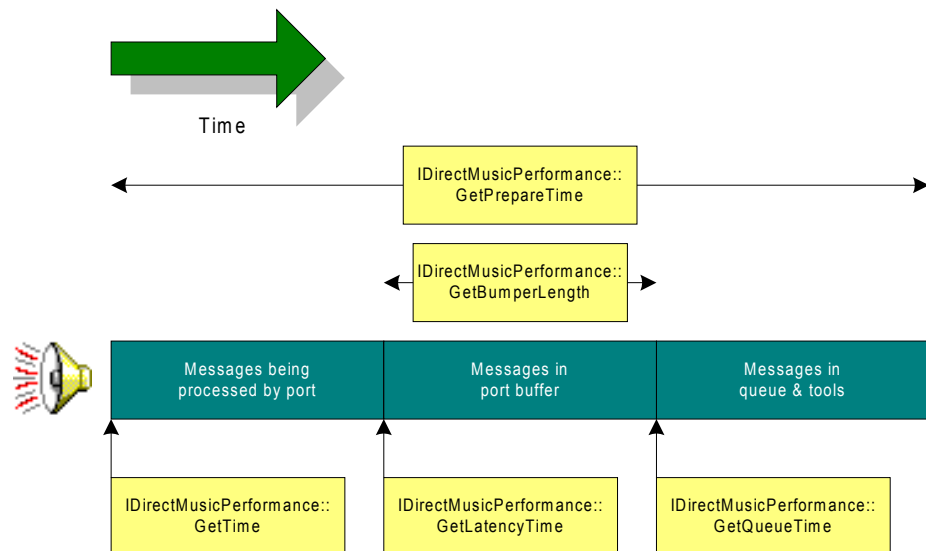 Time
IDirectMusicPerformance::
GetPrepareTime
IDirectMusicPerformance::
GetBumperLength
Messages being
processed by port
Messages in
port buffer
Messages in
queue & tools
IDirectMusicPerformance::
GetTime
IDirectMusicPerformance::
GetLatencyTime
IDirectMusicPerformance::
GetQueueTime